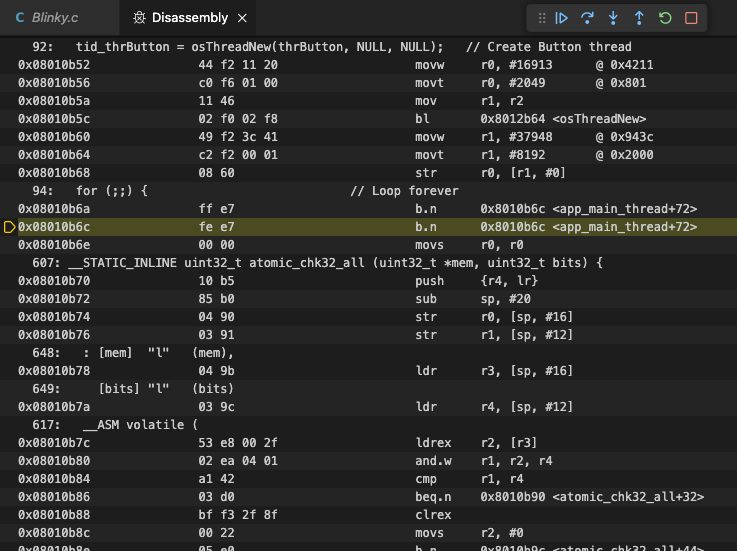 C Blinky.c Disassembly
92: tid_thrButton = osThreadNew(thrButton, NULL, NULL); // Create Button thread
0x08010b52 44 f2 11 20 movw r0, #16913 @ 0x4211
0x08010b56 c0 f6 01 00 movt r0, #2049 @ 0x801
0x08010b5a 11 46 mov r1, r2
0x08010b5c 02 f0 02 f8 bl 0x8012b64 <osThreadNew>
0x08010b60 49 f2 3c 41 movw r1, #37948 @ 0x943c
0x08010b64 c2 f2 00 01 movt r1, #8192 @ 0x2000
0x08010b68 08 60 str r0, [r1, #0]
94: for (;;) { // Loop forever
0x08010b6a ff e7 b.n 0x8010b6c <app_main_thread+72>
0x08010b6c fe e7 b.n 0x8010b6c <app_main_thread+72>
0x08010b6e 00 00 movs r0, r0
607: __STATIC_INLINE uint32_t atomic_chk32_all (uint32_t *mem, uint32_t bits) {
0x08010b70 10 b5 push {r4, lr}
0x08010b72 85 b0 sub sp, #20
0x08010b74 04 90 str r0, [sp, #16]
0x08010b76 03 91 str r1, [sp, #12]
648: : [mem] "l" (mem),
0x08010b78 04 9b ldr r3, [sp, #16]
649: [bits] "l" (bits)
0x08010b7a 03 9c ldr r4, [sp, #12]
617: __ASM volatile (
0x08010b7c 53 e8 00 2f ldrex r2, [r3]
0x08010b80 02 ea 04 01 and.w r1, r2, r4
0x08010b84 a1 42 cmp r1, r4
0x08010b86 03 d0 beq.n 0x8010b90 <atomic_chk32_all+32>
0x08010b88 bf f3 2f 8f clrex
0x08010b8c 00 22 movs r2, #0
0x08010b8e 05 e0 b.n 0x8010b9c <atomic_chk32_all+44>